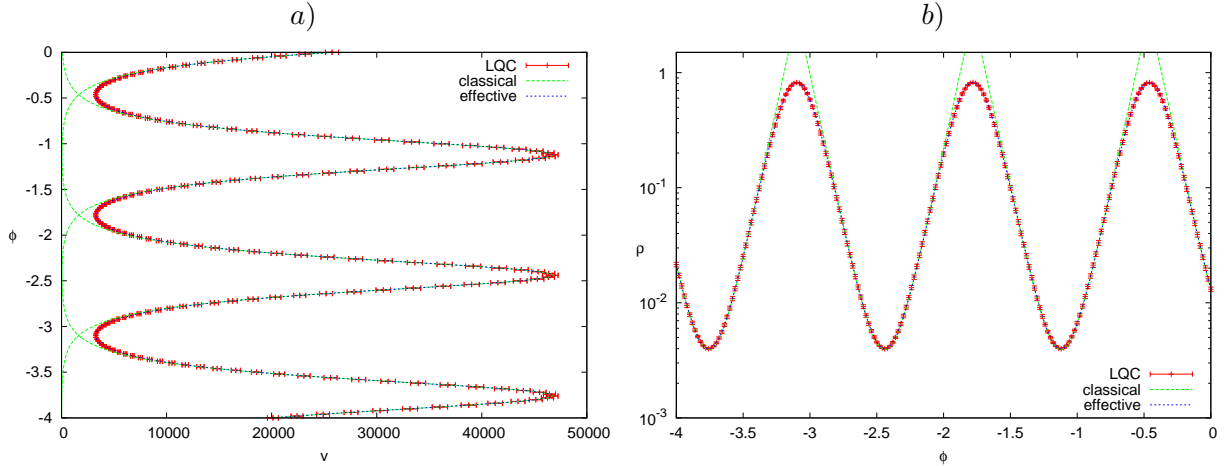 a)
0
-0.5
-1
-1.5
-2
-2.5
-3
-3.5
-4
ϕ
0 10000 20000 30000 40000 50000
v
LQC
classical
effective
b)
1
10⁻¹
10⁻²
10⁻³
ρ
-4 -3.5 -3 -2.5 -2 -1.5 -1 -0.5 0
ϕ
LQC
classical
effective